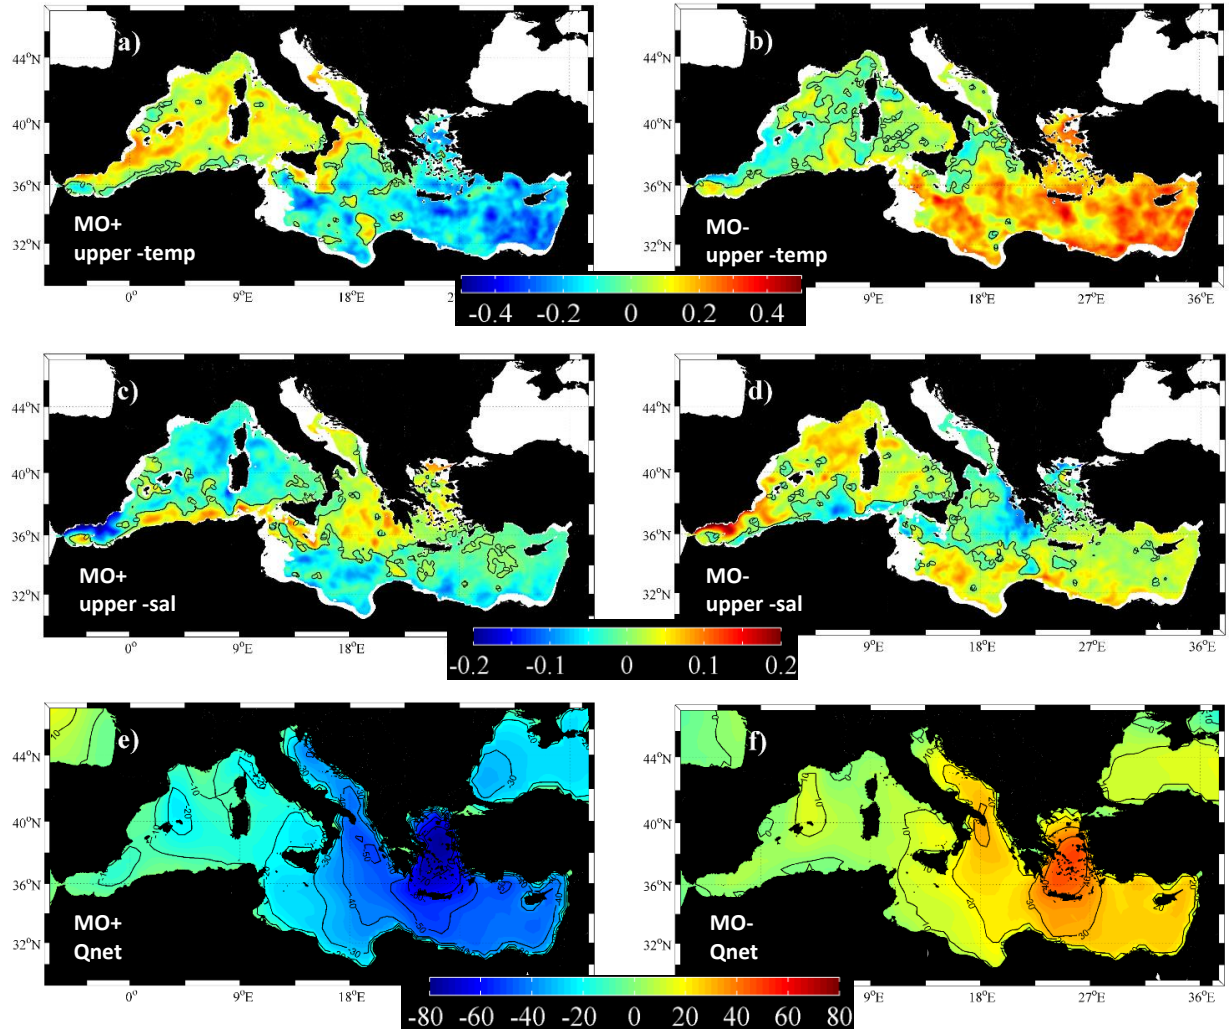 a)
b)
44°N
44°N
40°N
40°N
36°N
36°N
32°N
32°N
MO+
upper -temp
MO-
upper -temp
0° 9°E 18°E
9°E 18°E 27°E 36°E
-0.4 -0.2 0 0.2 0.4
c)
d)
44°N
44°N
40°N
40°N
36°N
36°N
32°N
32°N
MO+
upper -sal
MO-
upper -sal
0° 9°E 18°E
9°E 18°E 27°E 36°E
-0.2 -0.1 0 0.1 0.2
e)
f)
44°N
44°N
40°N
40°N
36°N
36°N
32°N
32°N
MO+
Qnet
MO-
Qnet
0° 9°E 18°E
9°E 18°E 27°E 36°E
-80 -60 -40 -20 0 20 40 60 80